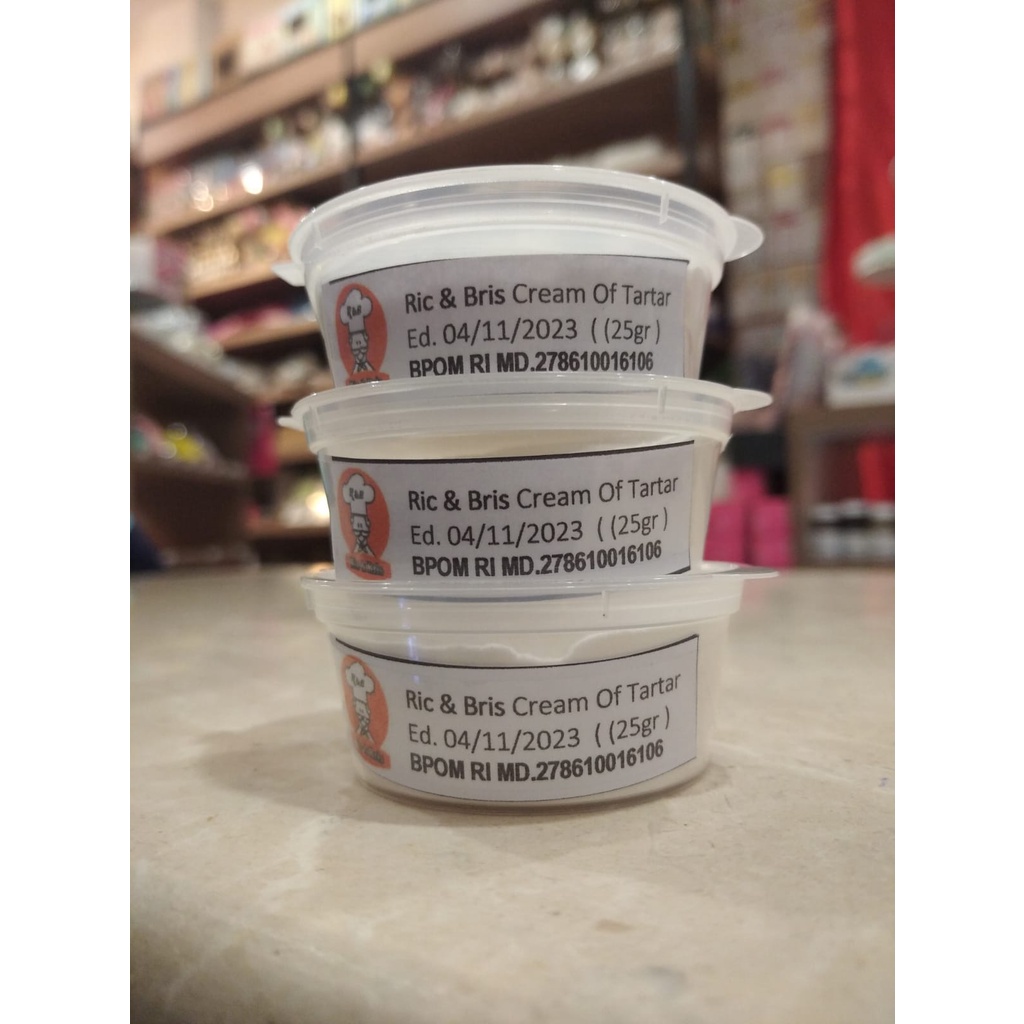 R&B
Ric & Bris Cream Of Tartar
Ed. 04/11/2023 ( (25gr )
BPOM RI MD.278610016106
R&B
Ric & Bris Cream Of Tartar
Ed. 04/11/2023 ( (25gr )
BPOM RI MD.278610016106
R&B
Ric & Bris Cream Of Tartar
Ed. 04/11/2023 ( (25gr )
BPOM RI MD.278610016106